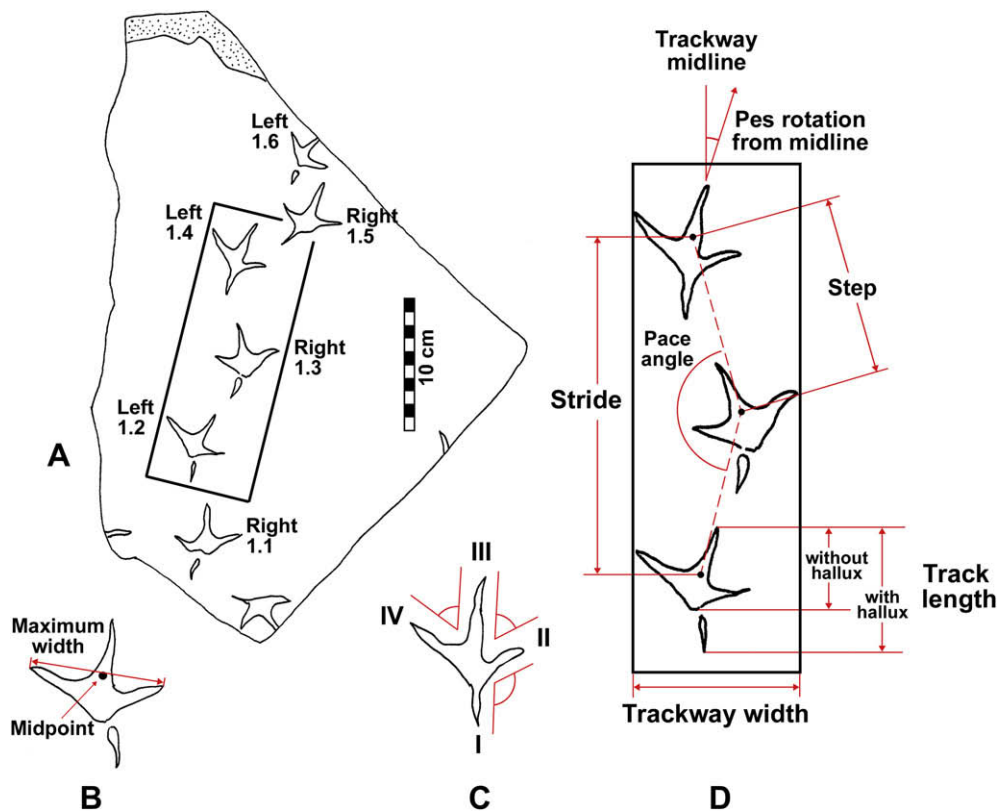 Left
1.6
Left
1.4
Right
1.5
Right
1.3
Left
1.2
Right
1.1
10 cm
A
Maximum
width
Midpoint
B
III
IV
II
I
C
Trackway
midline
Pes rotation
from midline
Step
Pace
angle
Stride
without
hallux
with
hallux
Track
length
Trackway width
D